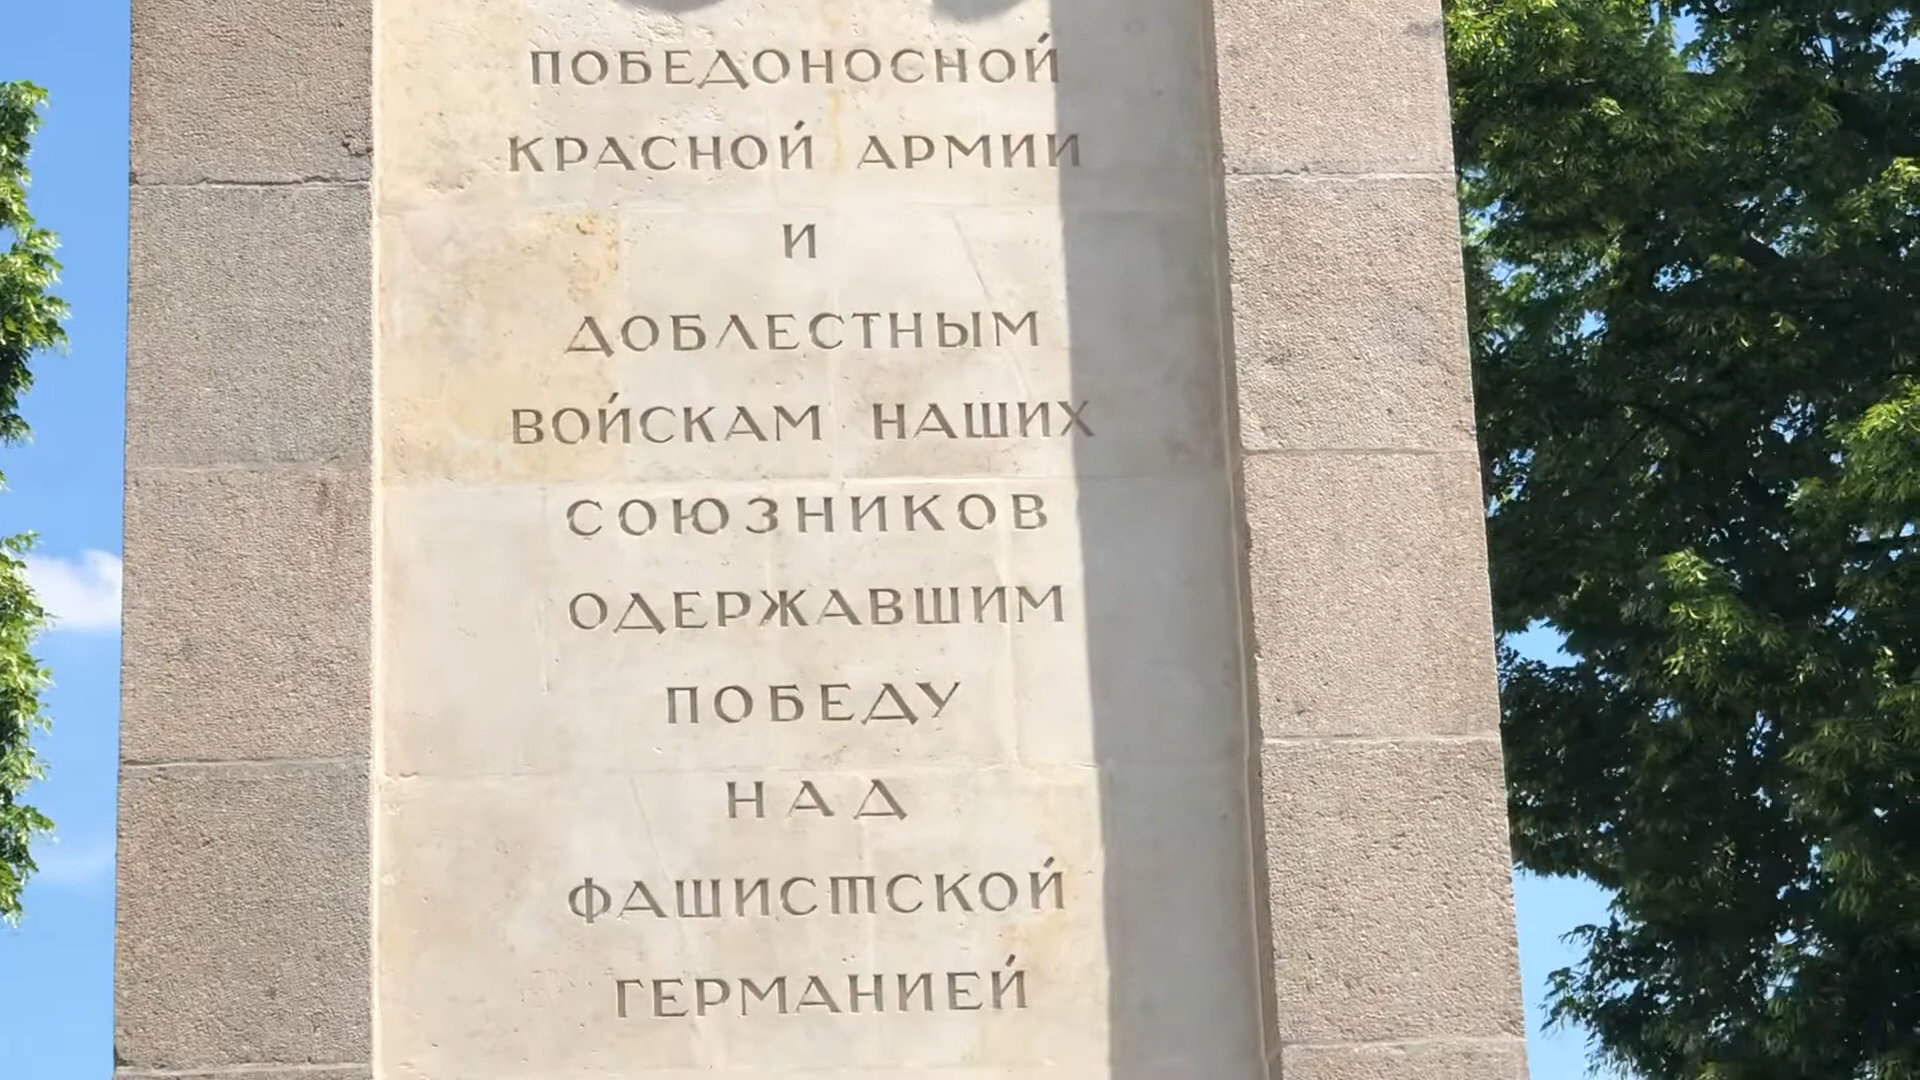 ПОБЕДОНОСНОЙ
КРАСНОЙ АРМИИ
И
ДОБЛЕСТНЫМ
ВОЙСКАМ НАШИХ
СОЮЗНИКОВ
ОДЕРЖАВШИМ
ПОБЕДУ
НАД
ФАШИСТСКОЙ
ГЕРМАНИЕЙ